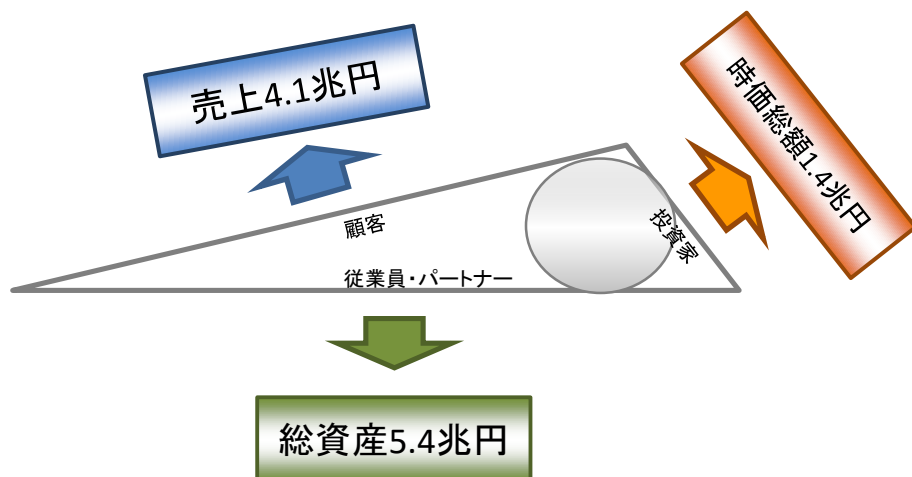 売上4.1兆円
時価総額1.4兆円
顧客
投資家
従業員・パートナー
総資産5.4兆円